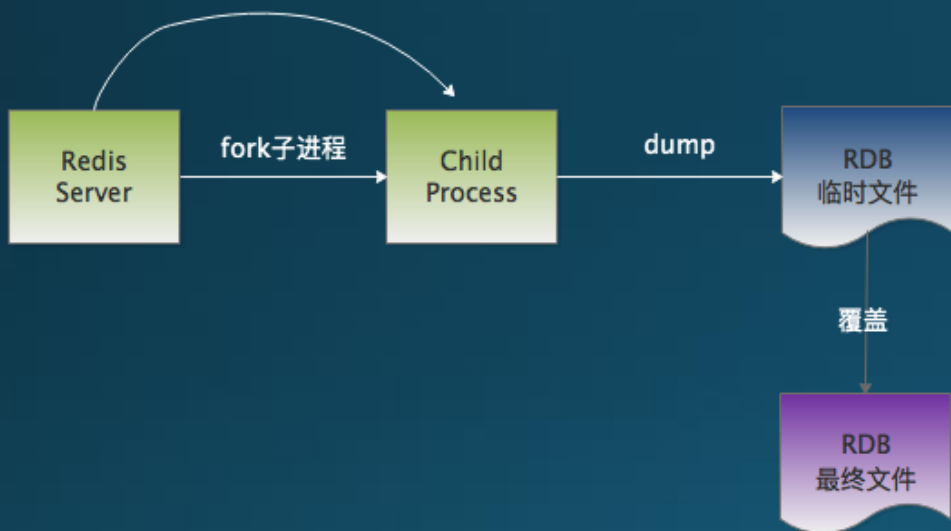 Redis
Server
fork子进程
Child
Process
dump
RDB
临时文件
覆盖
RDB
最终文件